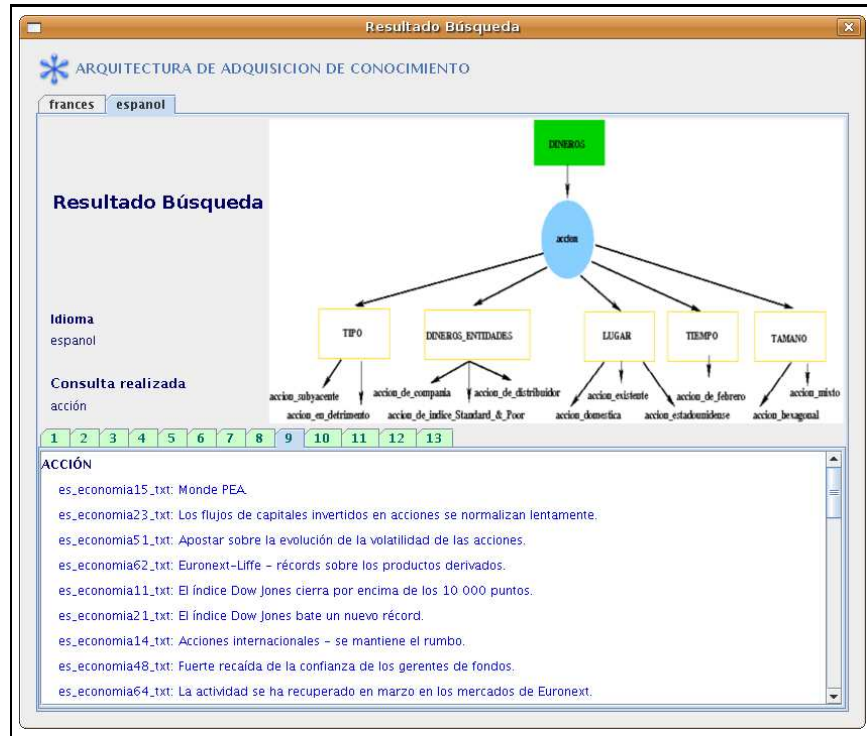 Resultado Búsqueda
ARQUITECTURA DE ADQUISICION DE CONOCIMIENTO
frances espanol
DINEROS
Resultado Búsqueda
accion
Idioma
espanol
TIPO DINEROS_ENTIDADES LUGAR TIEMPO TAMANO
Consulta realizada
acción
accion_subyacente accion_de_compania accion_de_distribuidor accion_existente accion_de_febrero accion_mixto
accion_en_detrimento accion_de_indice_Standard_&_Poor accion_domestica accion_estadounidense accion_hexagonal
1 2 3 4 5 6 7 8 9 10 11 12 13
ACCIÓN
es_economia15_txt: Monde PEA.
es_economia23_txt: Los flujos de capitales invertidos en acciones se normalizan lentamente.
es_economia51_txt: Apostar sobre la evolución de la volatilidad de las acciones.
es_economia62_txt: Euronext-Liffe – récords sobre los productos derivados.
es_economia11_txt: El índice Dow Jones cierra por encima de los 10 000 puntos.
es_economia21_txt: El índice Dow Jones bate un nuevo récord.
es_economia14_txt: Acciones internacionales – se mantiene el rumbo.
es_economia48_txt: Fuerte recaída de la confianza de los gerentes de fondos.
es_economia64_txt: La actividad se ha recuperado en marzo en los mercados de Euronext.